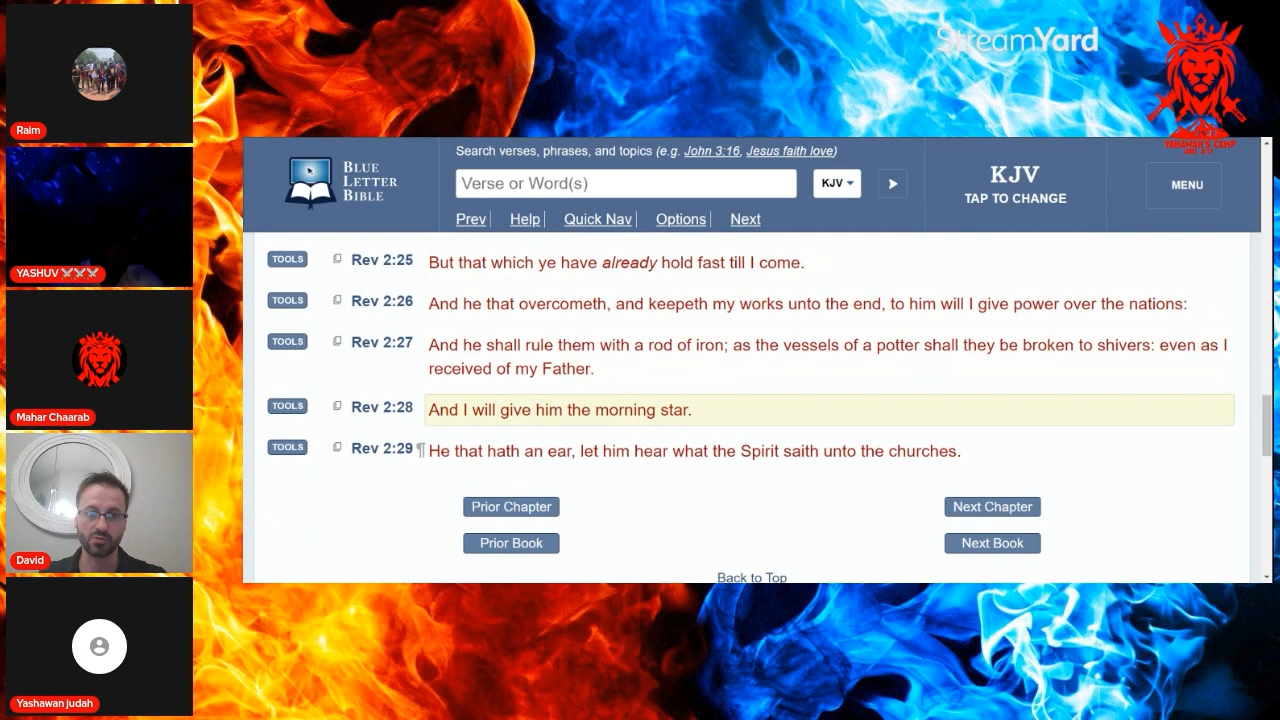 StreamYard
YAHAWAH'S CAMP
Raim
YASHUV ⚔⚔⚔
Mahar Chaarab
David
Yashawan judah
BLUE
LETTER
BIBLE
Search verses, phrases, and topics (e.g. John 3:16, Jesus faith love)
Verse or Word(s)
KJV
Prev
Help
Quick Nav
Options
Next
KJV
TAP TO CHANGE
MENU
TOOLS Rev 2:25 But that which ye have already hold fast till I come.
TOOLS Rev 2:26 And he that overcometh, and keepeth my works unto the end, to him will I give power over the nations:
TOOLS Rev 2:27 And he shall rule them with a rod of iron; as the vessels of a potter shall they be broken to shivers: even as I
received of my Father.
TOOLS Rev 2:28 And I will give him the morning star.
TOOLS Rev 2:29 ¶ He that hath an ear, let him hear what the Spirit saith unto the churches.
Prior Chapter
Next Chapter
Prior Book
Next Book
Back to Top